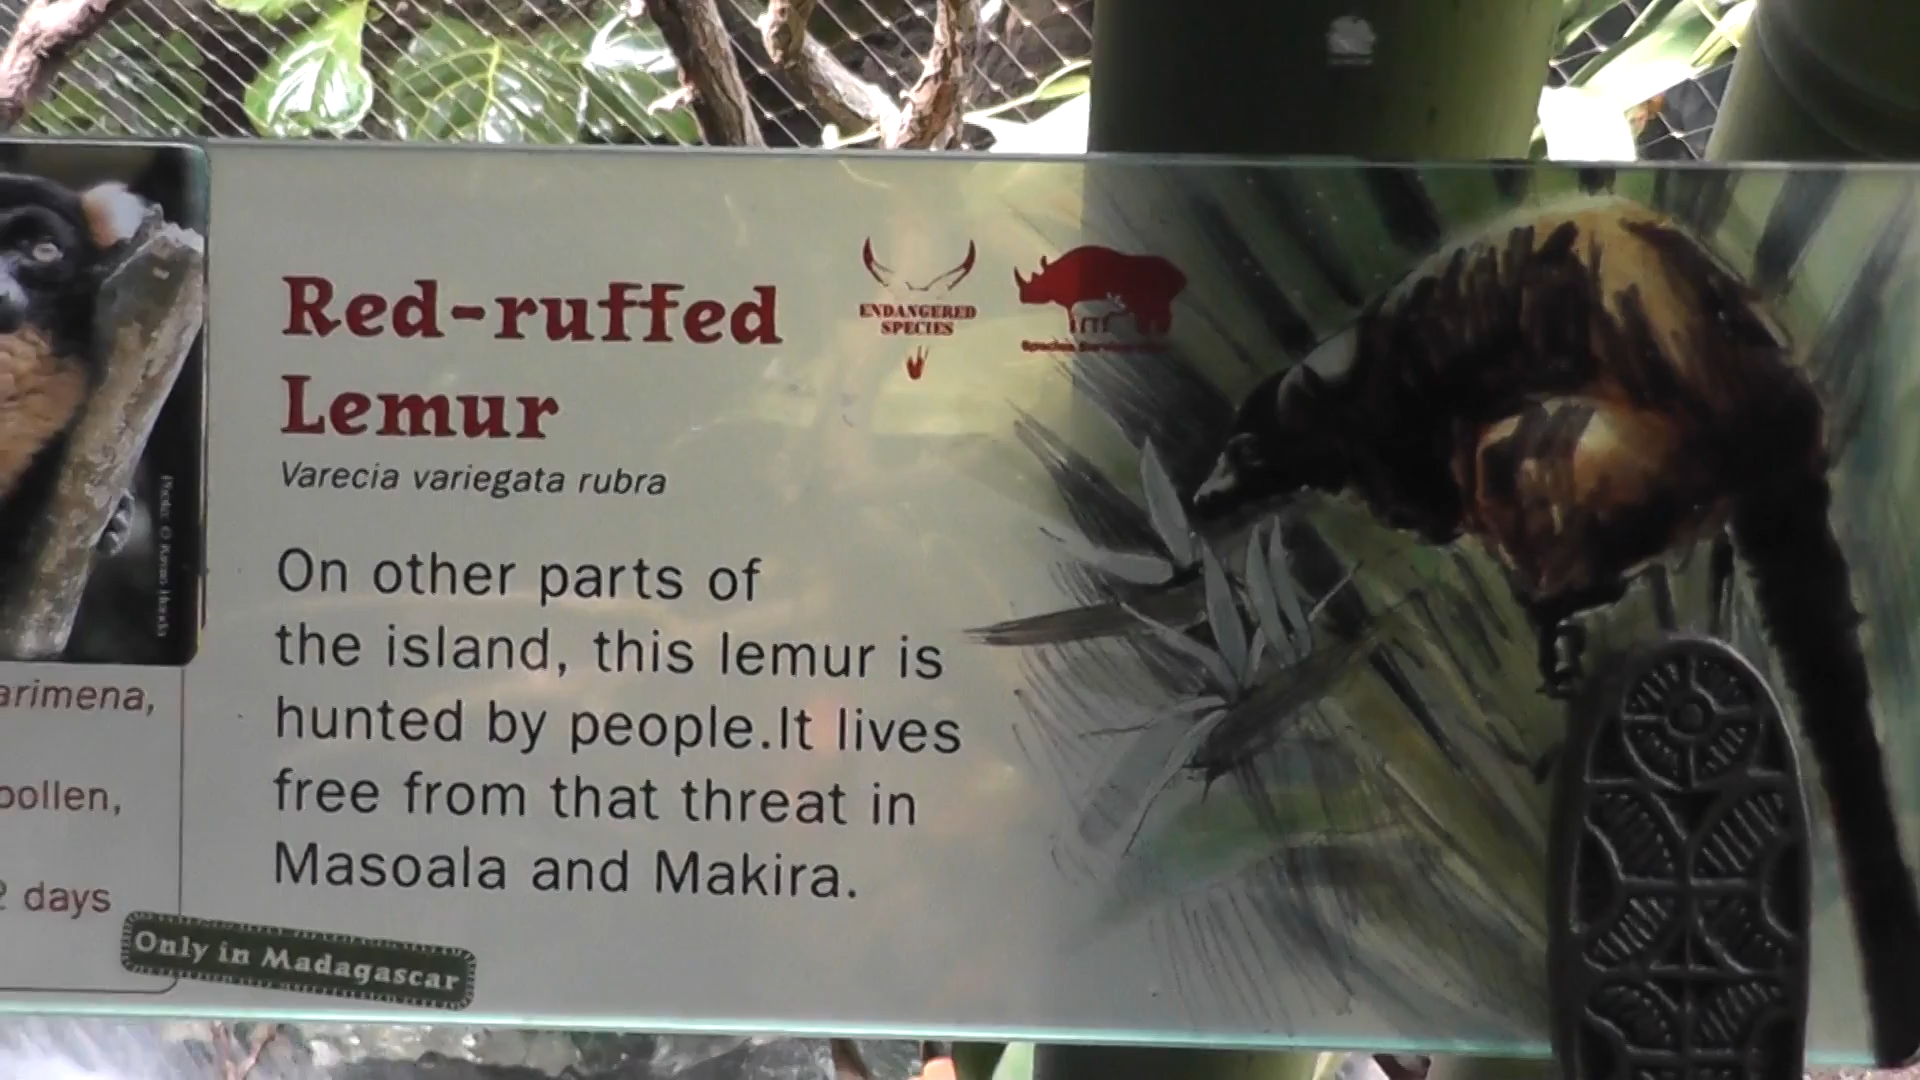 Red-ruffed
Lemur
ENDANGERED
SPECIES
Varecia variegata rubra
On other parts of
the island, this lemur is
hunted by people.It lives
free from that threat in
Masoala and Makira.
arimena,
pollen,
2 days
Only in Madagascar